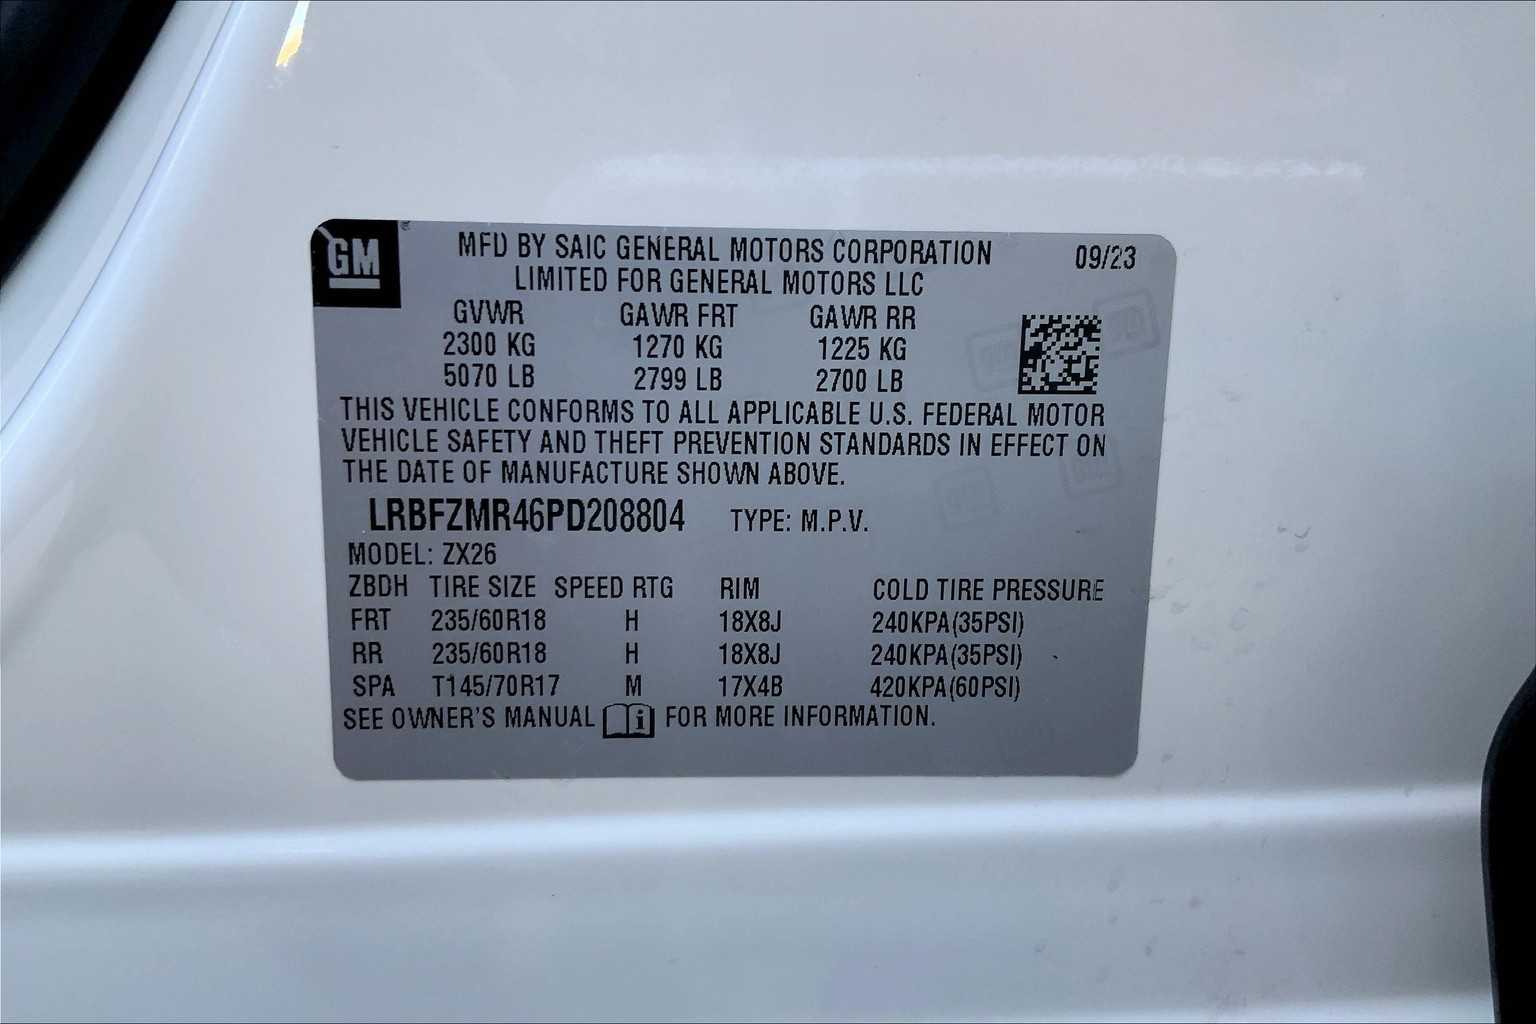 GM
MFD BY SAIC GENERAL MOTORS CORPORATION 09/23
LIMITED FOR GENERAL MOTORS LLC
GVWR GAWR FRT GAWR RR
2300 KG 1270 KG 1225 KG
5070 LB 2799 LB 2700 LB
THIS VEHICLE CONFORMS TO ALL APPLICABLE U.S. FEDERAL MOTOR
VEHICLE SAFETY AND THEFT PREVENTION STANDARDS IN EFFECT ON
THE DATE OF MANUFACTURE SHOWN ABOVE.
LRBFZMR46PD208804 TYPE: M.P.V.
MODEL: ZX26
ZBDH TIRE SIZE SPEED RTG RIM COLD TIRE PRESSURE
FRT 235/60R18 H 18X8J 240KPA(35PSI)
RR 235/60R18 H 18X8J 240KPA(35PSI)
SPA T145/70R17 M 17X4B 420KPA(60PSI)
SEE OWNER'S MANUAL i FOR MORE INFORMATION.